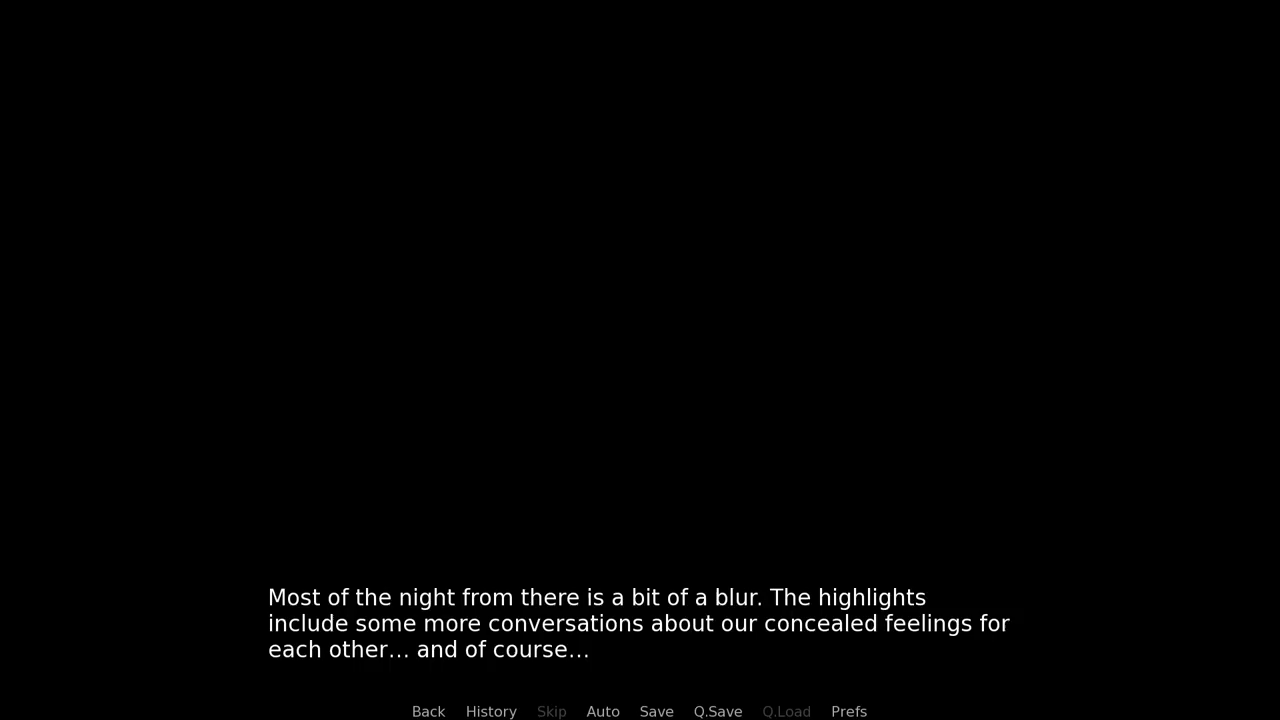 Most of the night from there is a bit of a blur. The highlights
include some more conversations about our concealed feelings for
each other… and of course…
Back History Skip Auto Save Q.Save Q.Load Prefs